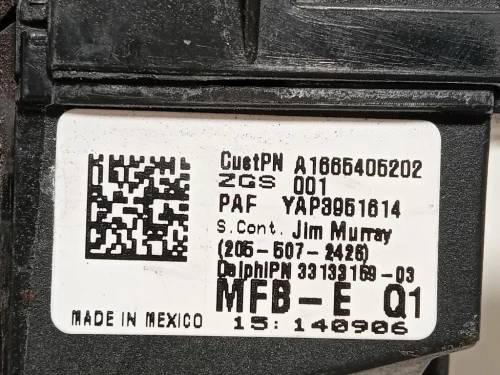 CustPN A1665405202
ZGS 001
PAF YAP3951614
S.Cont. Jim Murray
(205-507-2426)
DelphiPN 33133159-03
MFB-E Q1
MADE IN MEXICO 15:140906